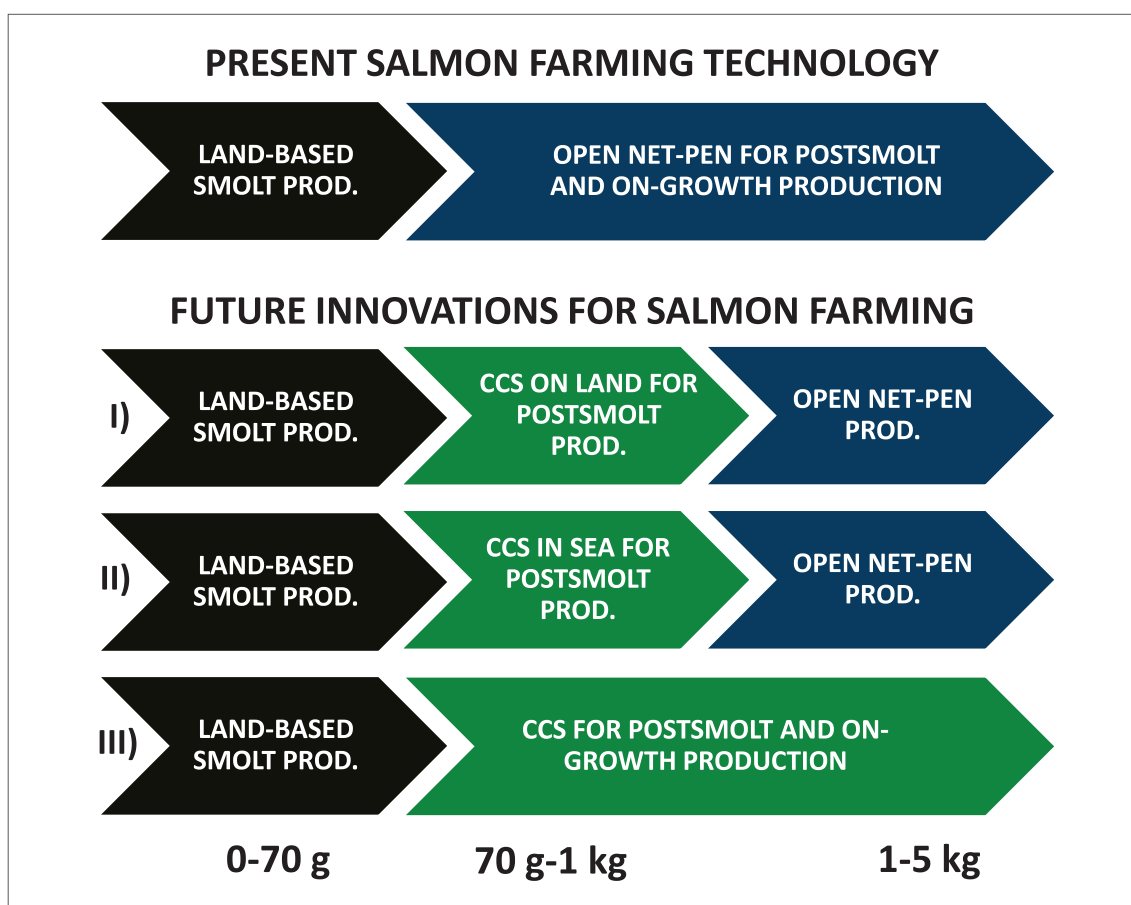 PRESENT SALMON FARMING TECHNOLOGY
LAND-BASED
SMOLT PROD.
OPEN NET-PEN FOR POSTSMOLT
AND ON-GROWTH PRODUCTION
FUTURE INNOVATIONS FOR SALMON FARMING
I)
LAND-BASED
SMOLT PROD.
CCS ON LAND FOR
POSTSMOLT
PROD.
OPEN NET-PEN
PROD.
II)
LAND-BASED
SMOLT PROD.
CCS IN SEA FOR
POSTSMOLT
PROD.
OPEN NET-PEN
PROD.
III)
LAND-BASED
SMOLT PROD.
CCS FOR POSTSMOLT AND ON-
GROWTH PRODUCTION
0-70 g
70 g-1 kg
1-5 kg